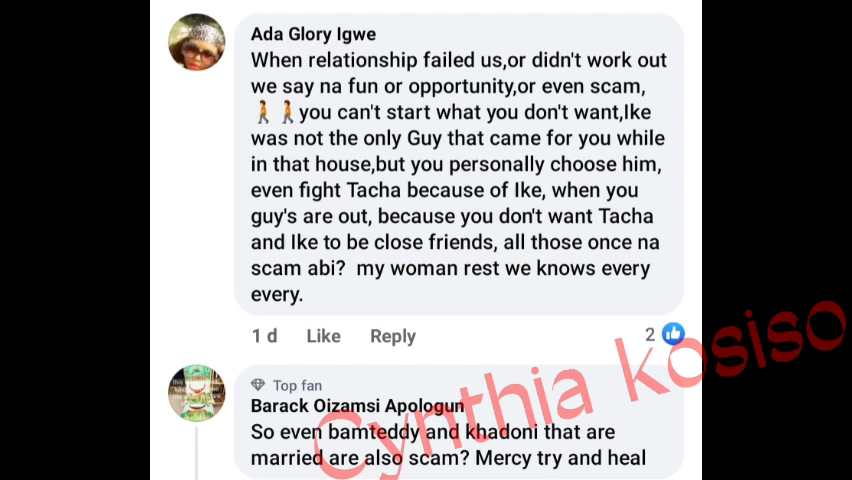 Ada Glory Igwe
When relationship failed us,or didn't work out
we say na fun or opportunity,or even scam,
🚶🚶you can't start what you don't want,Ike
was not the only Guy that came for you while
in that house,but you personally choose him,
even fight Tacha because of Ike, when you
guy's are out, because you don't want Tacha
and Ike to be close friends, all those once na
scam abi?  my woman rest we knows every
every.
1 d Like Reply 2
Top fan
Barack Oizamsi Apologun
So even bamteddy and khadoni that are
married are also scam? Mercy try and heal
Cynthia kosiso